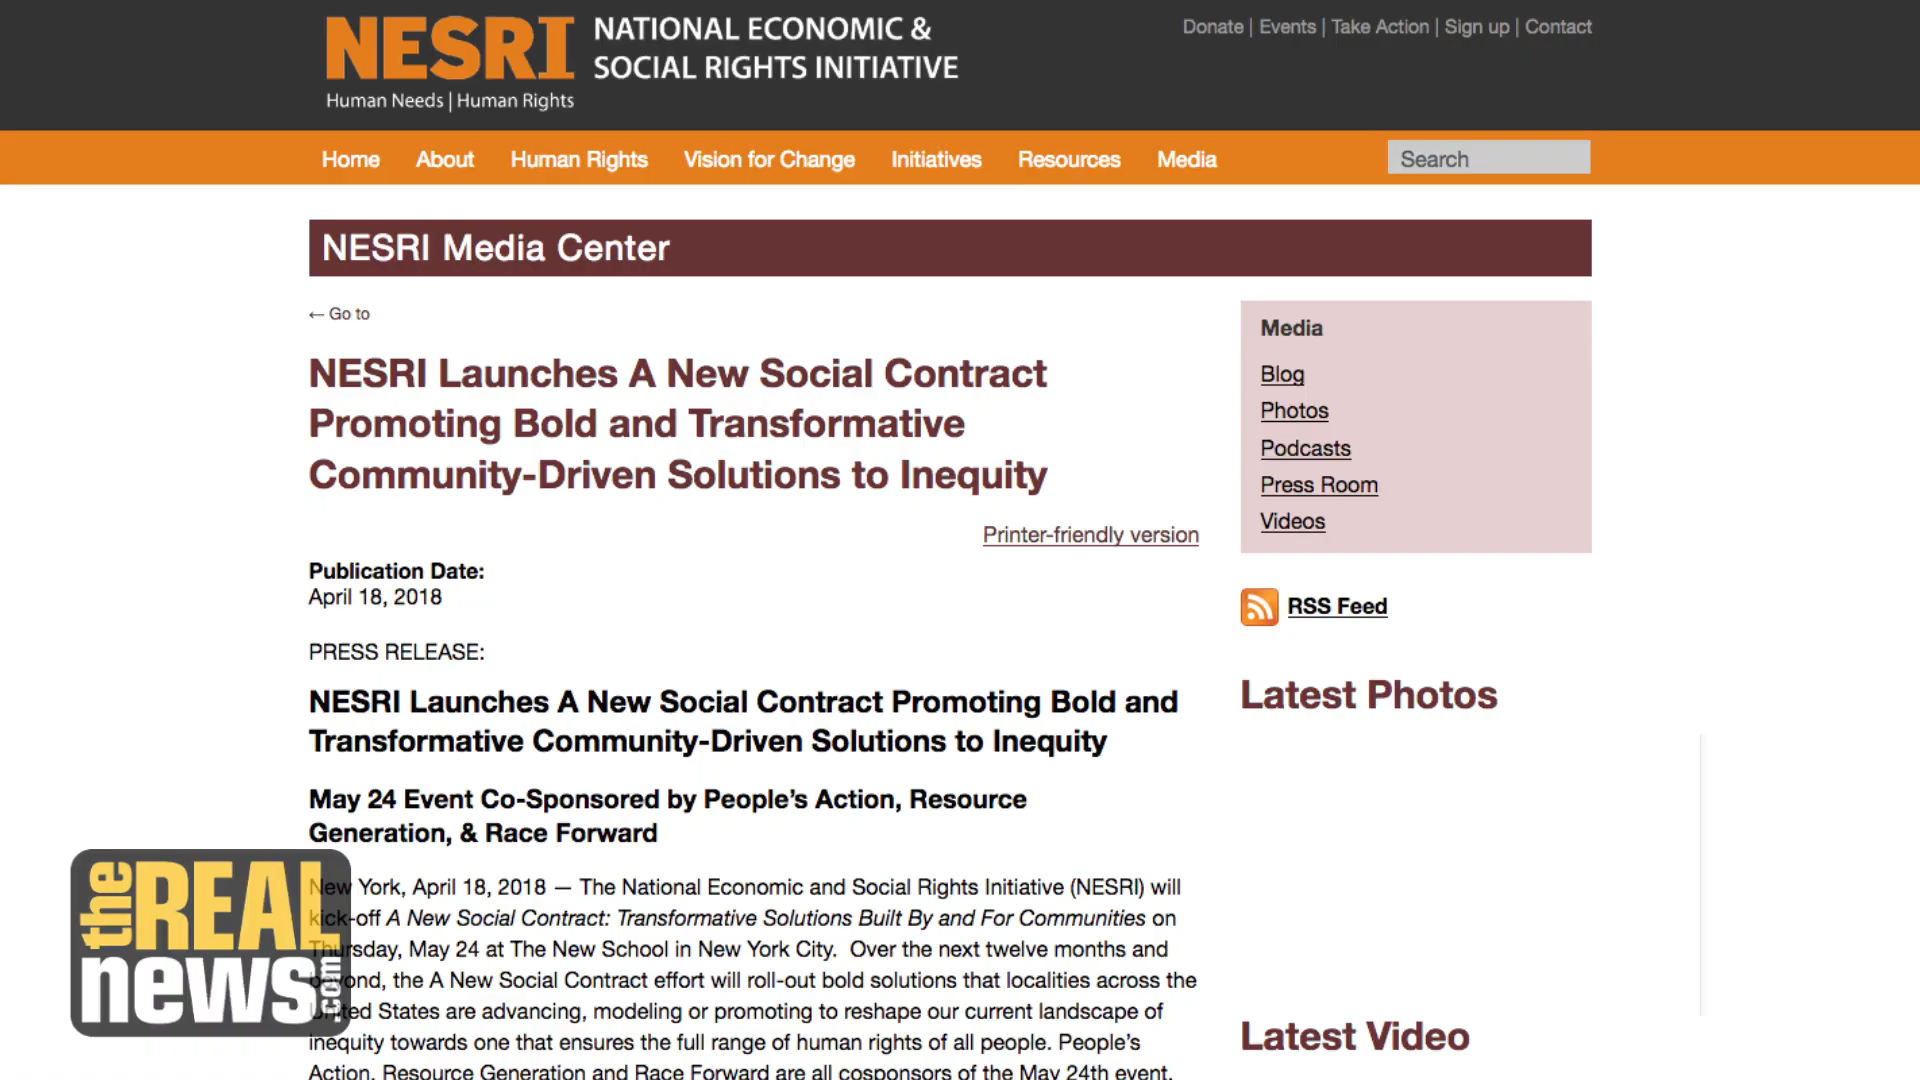 NESRI NATIONAL ECONOMIC &
SOCIAL RIGHTS INITIATIVE
Human Needs | Human Rights
Donate | Events | Take Action | Sign up | Contact
Home About Human Rights Vision for Change Initiatives Resources Media Search
NESRI Media Center
← Go to
NESRI Launches A New Social Contract
Promoting Bold and Transformative
Community-Driven Solutions to Inequity
Printer-friendly version
Publication Date:
April 18, 2018
PRESS RELEASE:
NESRI Launches A New Social Contract Promoting Bold and
Transformative Community-Driven Solutions to Inequity
May 24 Event Co-Sponsored by People's Action, Resource
Generation, & Race Forward
New York, April 18, 2018 — The National Economic and Social Rights Initiative (NESRI) will
kick-off A New Social Contract: Transformative Solutions Built By and For Communities on
Thursday, May 24 at The New School in New York City. Over the next twelve months and
beyond, the A New Social Contract effort will roll-out bold solutions that localities across the
United States are advancing, modeling or promoting to reshape our current landscape of
inequity towards one that ensures the full range of human rights of all people. People's
Action, Resource Generation and Race Forward are all cosponsors of the May 24th event.
Media
Blog
Photos
Podcasts
Press Room
Videos
RSS Feed
Latest Photos
Latest Video
the REAL
news.com